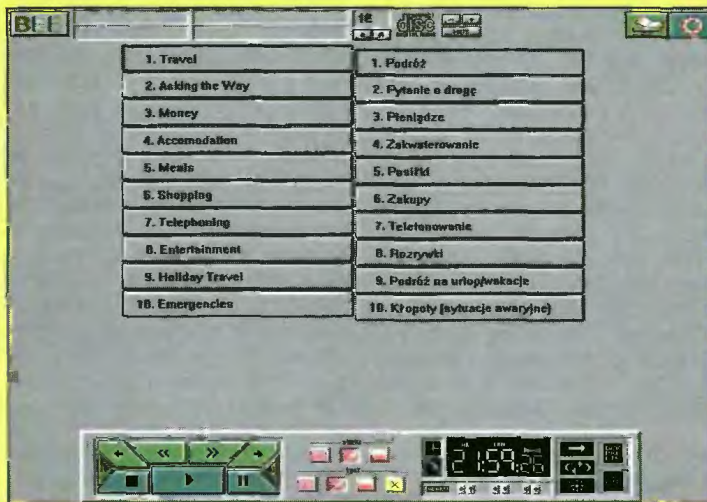 BEE
1. Travel
2. Asking the Way
3. Money
4. Accomodation
5. Meals
6. Shopping
7. Telephoning
8. Entertainment
9. Holiday Travel
10. Emergencies
1. Podróż
2. Pytanie o drogę
3. Pieniądze
4. Zakwaterowanie
5. Posiłki
6. Zakupy
7. Telefonowanie
8. Rozrywki
9. Podróż na urlop/wakacje
10. Kłopoty (sytuacje awaryjne)